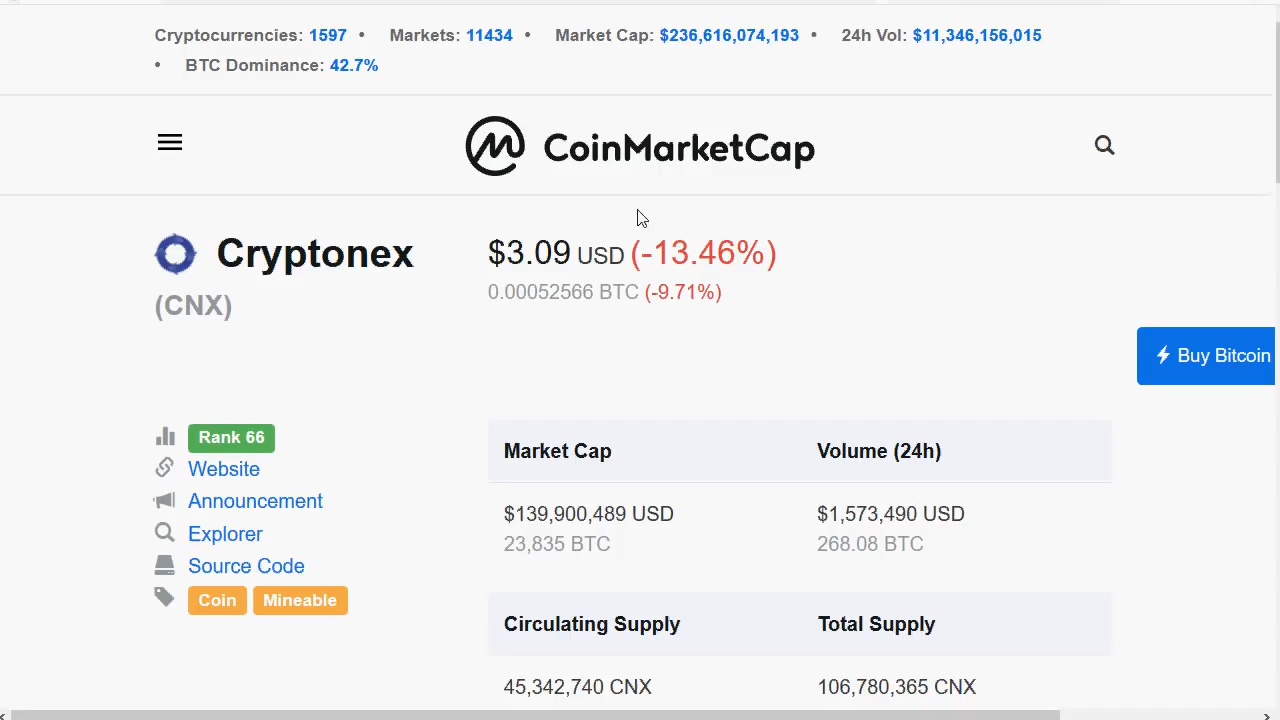 Cryptocurrencies: 1597 • Markets: 11434 • Market Cap: $236,616,074,193 • 24h Vol: $11,346,156,015
• BTC Dominance: 42.7%
CoinMarketCap
Cryptonex $3.09 USD (-13.46%)
(CNX) 0.00052566 BTC (-9.71%)
Buy Bitcoin
Rank 66
Website
Announcement
Explorer
Source Code
Coin Mineable
Market Cap Volume (24h)
$139,900,489 USD $1,573,490 USD
23,835 BTC 268.08 BTC
Circulating Supply Total Supply
45,342,740 CNX 106,780,365 CNX